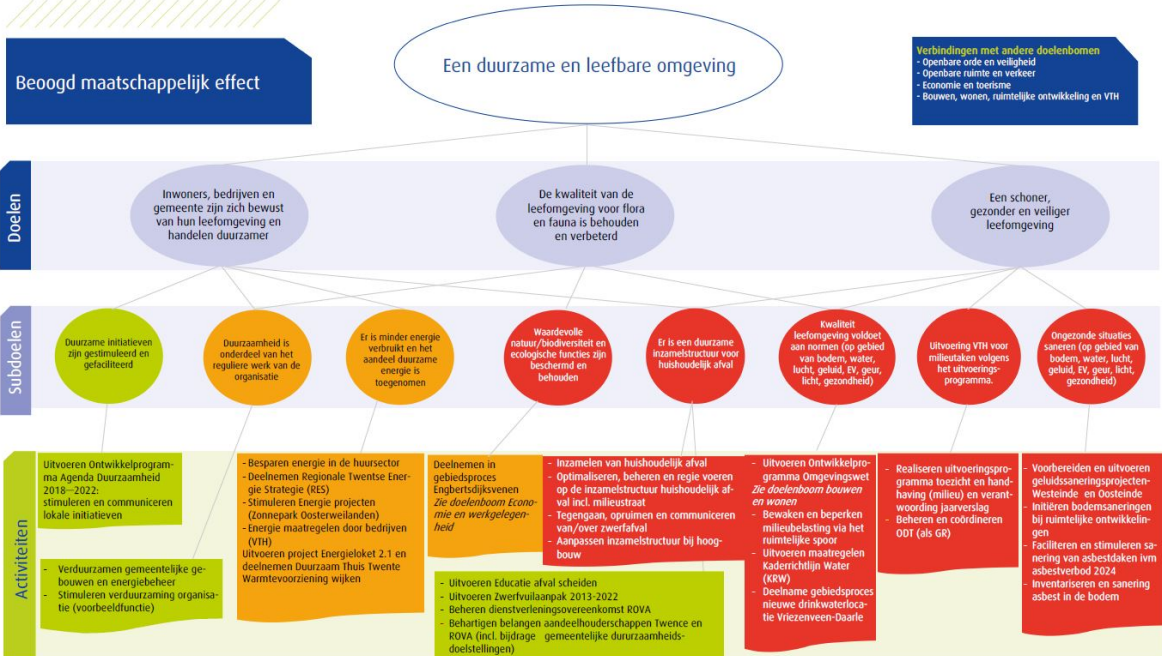 Beoogd maatschappelijk effect
Een duurzame en leefbare omgeving
Verbindingen met andere doelenbomen
- Openbare orde en veiligheid
- Openbare ruimte en verkeer
- Economie en toerisme
- Bouwen, wonen, ruimtelijke ontwikkeling en VTH
Doelen
Inwoners, bedrijven en
gemeente zijn zich bewust
van hun leefomgeving en
handelen duurzamer
De kwaliteit van de
leefomgeving voor flora
en fauna is behouden
en verbeterd
Een schoner,
gezonder en veiliger
leefomgeving
Subdoelen
Duurzame initiatieven
zijn gestimuleerd en
gefaciliteerd
Duurzaamheid is
onderdeel van het
reguliere werk van de
organisatie
Er is minder energie
verbruikt en het
aandeel duurzame
energie is
toegenomen
Waardevolle
natuur/biodiversiteit en
ecologische functies zijn
beschermd en
behouden
Er is een duurzame
inzamelstructuur voor
huishoudelijk afval
Kwaliteit
leefomgeving voldoet
aan normen (op gebied
van bodem, water,
lucht, geluid, EV, geur,
licht, gezondheid)
Uitvoering VTH voor
milieutaken volgens
het uitvoerings-
programma.
Ongezonde situaties
saneren (op gebied van
bodem, water, lucht,
geluid, EV, geur, licht,
gezondheid)
Activiteiten
Uitvoeren Ontwikkelprogram-
ma Agenda Duurzaamheid
2018—2022:
stimuleren en communiceren
lokale initiatieven
- Verduurzamen gemeentelijke ge-
bouwen en energiebeheer
- Stimuleren verduurzaming organisa-
tie (voorbeeldfunctie)
- Besparen energie in de huursector
- Deelnemen Regionale Twentse Ener-
gie Strategie (RES)
- Stimuleren Energie projecten
(Zonnepark Oosterweilanden)
- Energie maatregelen door bedrijven
(VTH)
Uitvoeren project Energieloket 2.1 en
deelnemen Duurzaam Thuis Twente
Warmtevoorziening wijken
Deelnemen in
gebiedsproces
Engbertsdijksvenen
Zie doelenboom Econo-
mie en werkgelegen-
heid
- Inzamelen van huishoudelijk afval
- Optimaliseren, beheren en regie voeren
op de inzamelstructuur huishoudelijk af-
val incl. milieustraat
- Tegengaan, opruimen en communiceren
van/over zwerfafval
- Aanpassen inzamelstructuur bij hoog-
bouw
- Uitvoeren Educatie afval scheiden
- Uitvoeren Zwerfvuilaanpak 2013-2022
- Beheren dienstverleningsovereenkomst ROVA
- Behartigen belangen aandeelhouderschappen Twence en
ROVA (incl. bijdrage gemeentelijke dururzaamheids-
doelstellingen)
- Uitvoeren Ontwikkelpro-
gramma Omgevingswet
Zie doelenboom bouwen
en wonen
- Bewaken en beperken
milieubelasting via het
ruimtelijke spoor
- Uitvoeren maatregelen
Kaderrichtlijn Water
(KRW)
- Deelname gebiedsproces
nieuwe drinkwaterloca-
tie Vriezenveen-Daarle
- Realiseren uitvoeringspro-
gramma toezicht en hand-
having (milieu) en verant-
woording jaarverslag
- Beheren en coördineren
ODT (als GR)
- Voorbereiden en uitvoeren
geluidssaneringsprojecten-
Westeinde en Oosteinde
- Initiëren bodemsaneringen
bij ruimtelijke ontwikkelin-
gen
- Faciliteren en stimuleren sa-
nering van asbestdaken ivm
asbestverbod 2024
- Inventariseren en sanering
asbest in de bodem